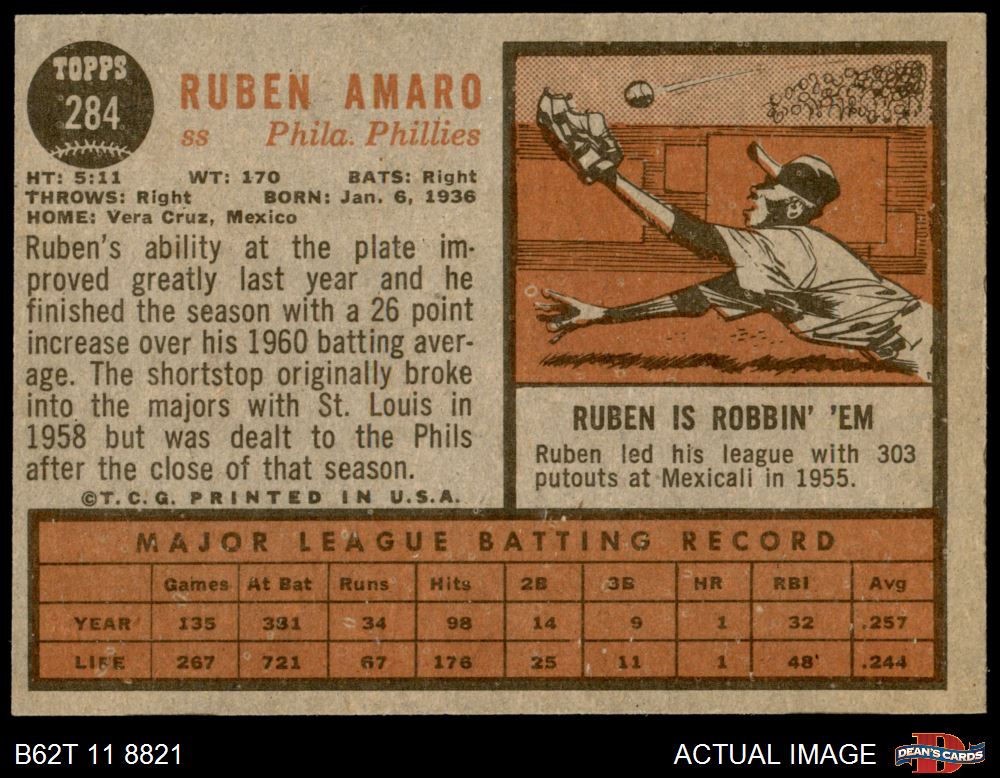 TOPPS
284
RUBEN AMARO
SS Phila. Phillies
HT: 5:11 WT: 170 BATS: Right
THROWS: Right BORN: Jan. 6, 1936
HOME: Vera Cruz, Mexico
Ruben's ability at the plate im-
proved greatly last year and he
finished the season with a 26 point
increase over his 1960 batting aver-
age. The shortstop originally broke
into the majors with St. Louis in
1958 but was dealt to the Phils
after the close of that season.
©T.C.G. PRINTED IN U.S.A.
RUBEN IS ROBBIN' 'EM
Ruben led his league with 303
putouts at Mexicali in 1955.
MAJOR LEAGUE BATTING RECORD
Games At Bat Runs Hits 2B 3B HR RBI Avg
YEAR 135 381 34 98 14 9 1 32 .257
LIFE 267 721 67 176 25 11 1 48 .244
B62T 11 8821
ACTUAL IMAGE
DEAN'S CARDS